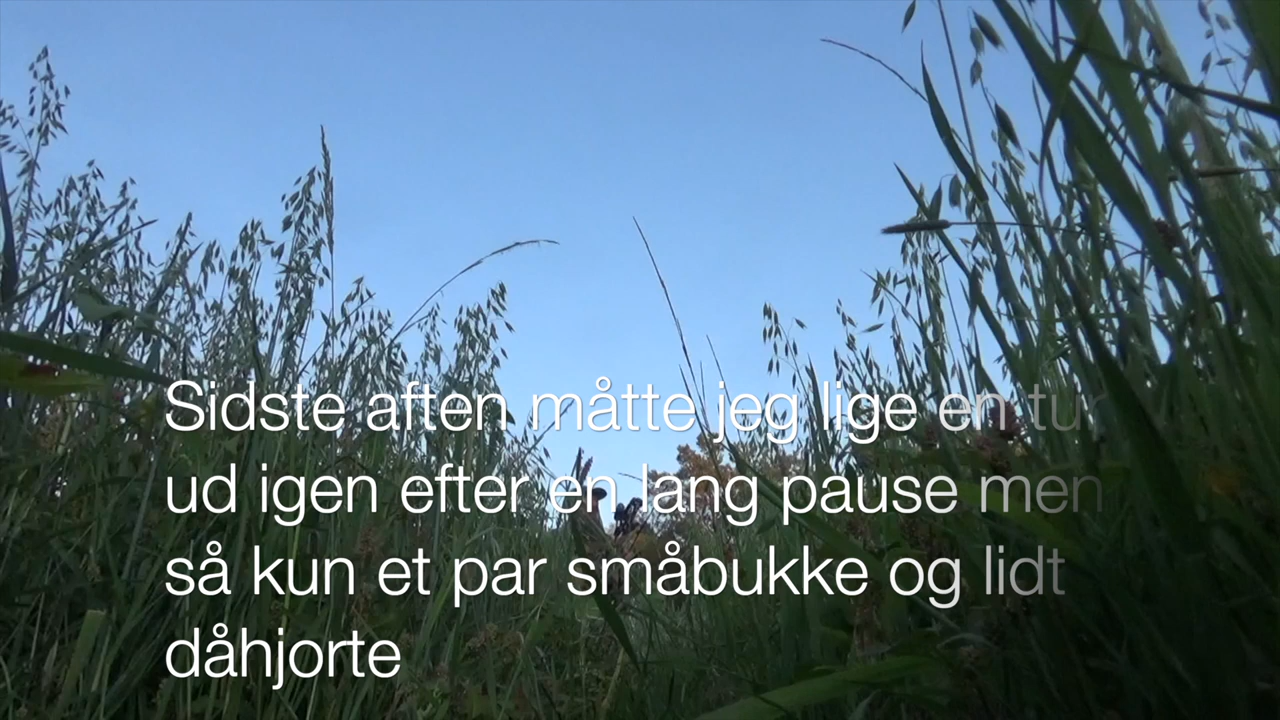 Sidste aften måtte jeg lige en tur
ud igen efter en lang pause men
så kun et par småbukke og lidt
dåhjorte